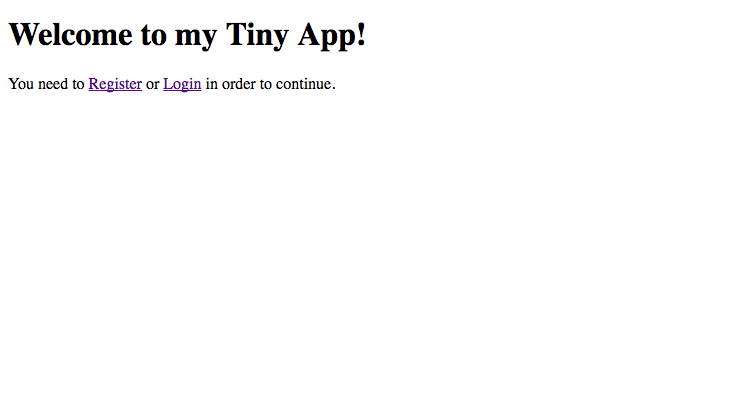 Welcome to my Tiny App!
You need to Register or Login in order to continue.